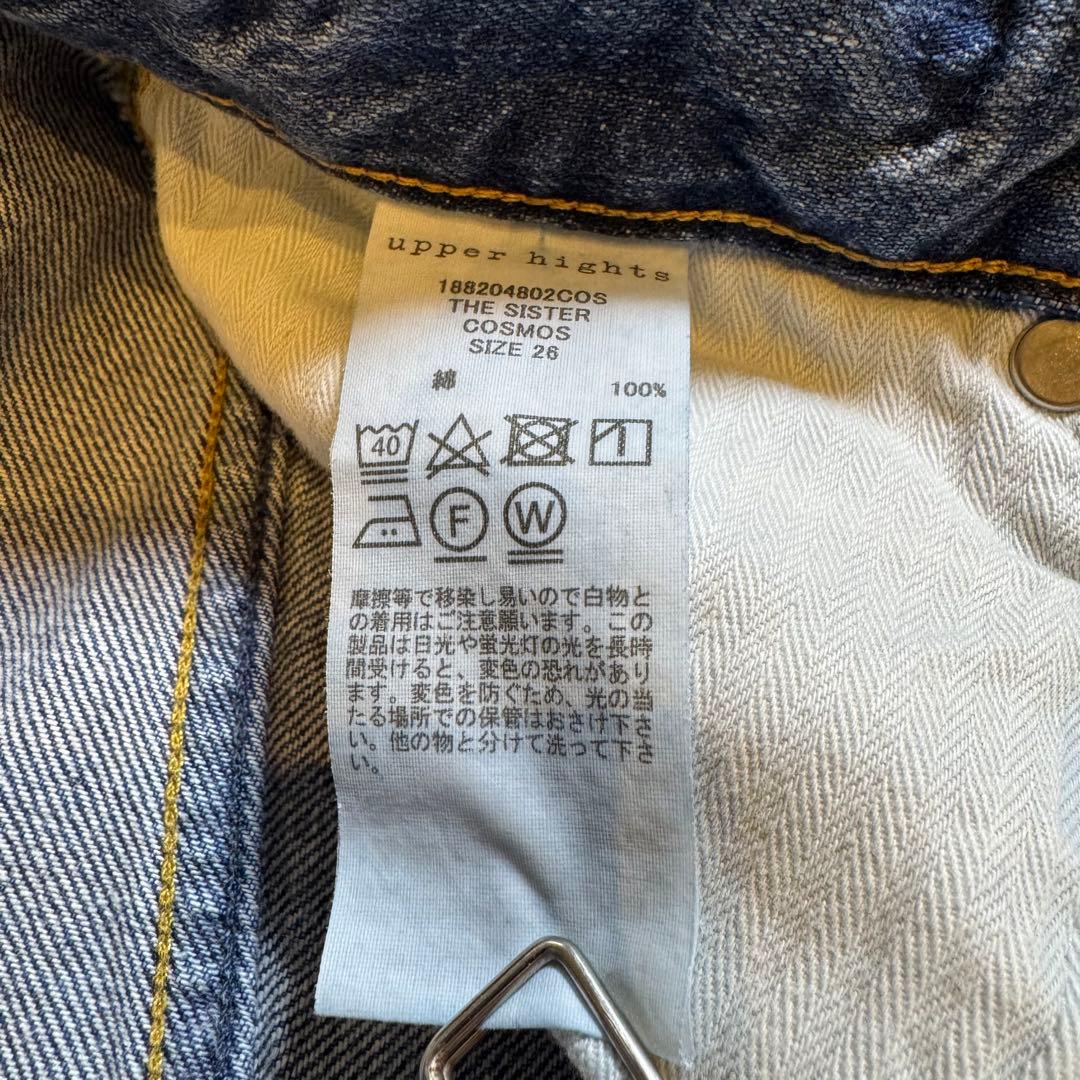 upper hights
188204802COS
THE SISTER
COSMOS
SIZE 26
綿 100%
40
F W
摩擦等で移染し易いので白物と
の着用はご注意願います。この
製品は日光や蛍光灯の光を長時
間受けると、変色の恐れがあり
ます。変色を防ぐため、光の当
たる場所での保管はおさけ下さ
い。他の物と分けて洗って下さ
い。